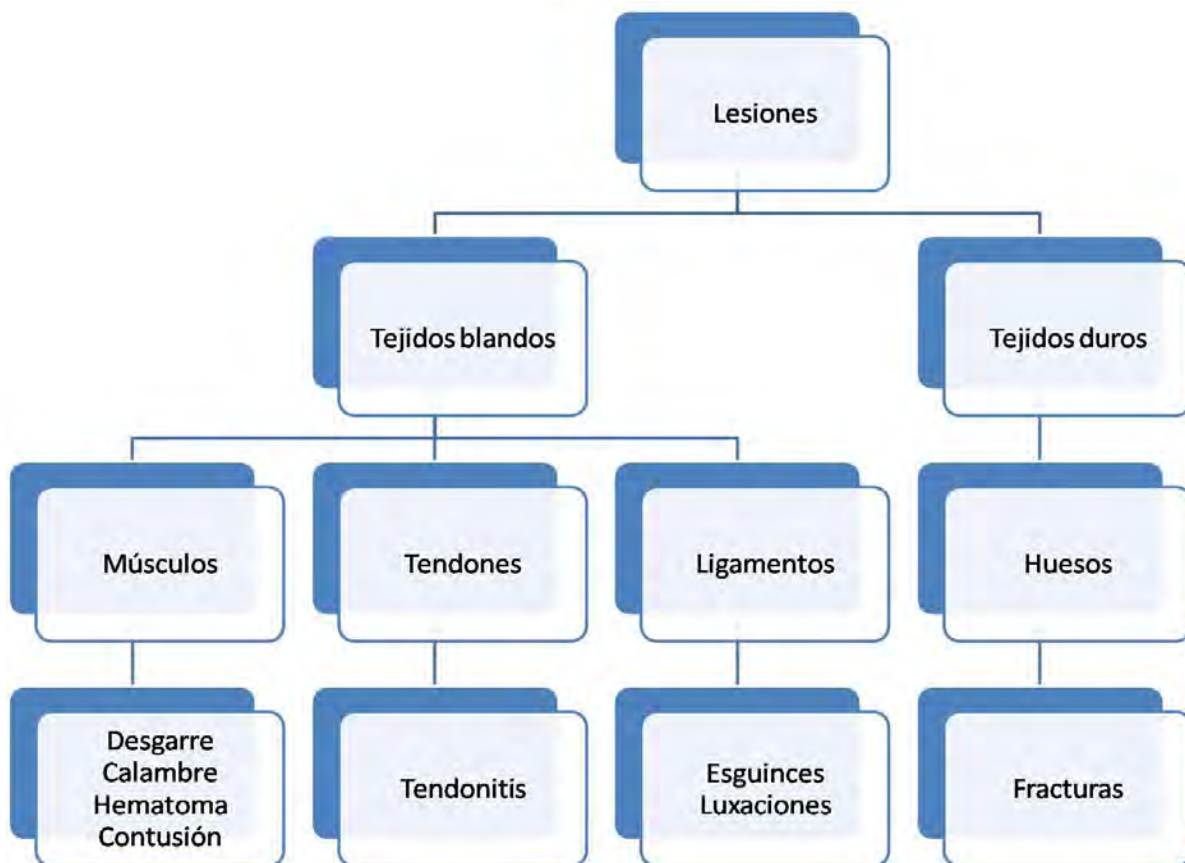 Lesiones
Tejidos blandos
Tejidos duros
Músculos
Tendones
Ligamentos
Huesos
Desgarre
Calambre
Hematoma
Contusión
Tendonitis
Esguinces
Luxaciones
Fracturas